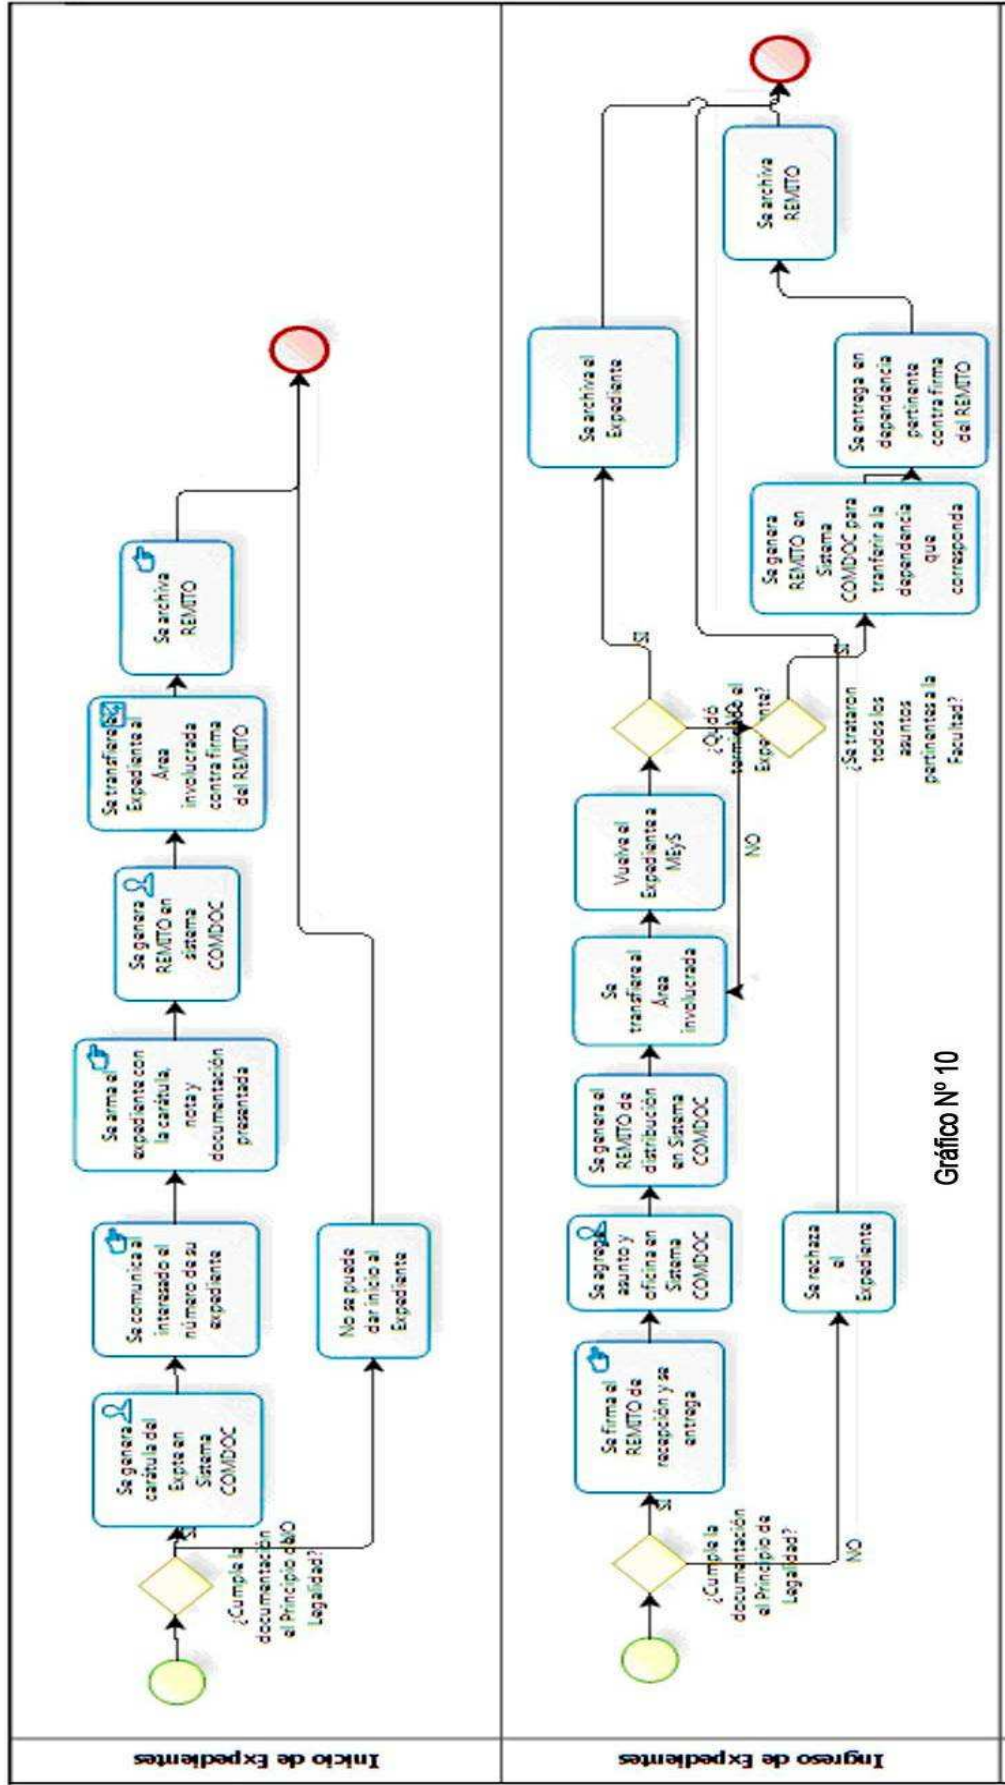 Inicio de Expedientes
¿Cumple la
documentación
el Principio de
Legalidad?
SI
NO
Se genera
carátula del
Expte en
Sistema
COMDOC
Se comunica al
interesado el
número de su
expediente
Se arma el
expediente con
la carátula,
nota y
documentación
presentada
Se genera
REMITO en
sistema
COMDOC
Se transfiere el
Expediente al
Área
involucrada
contra firma
del REMITO
Se archiva
REMITO
No se puede
dar inicio al
Expediente
Ingreso de Expedientes
¿Cumple la
documentación
el Principio de
Legalidad?
SI
NO
Se firma el
REMITO de
recepción y se
entrega
Se agrega
asunto y
oficina en
Sistema
COMDOC
Se genera el
REMITO de
distribución
en Sistema
COMDOC
Se
transfiere al
Área
involucrada
Vuelve el
Expediente a
MEyS
¿Quedó
terminado el
Expediente?
SI
NO
Se archiva el
Expediente
¿Se trataron
todos los
asuntos
pertinentes a la
Facultad?
SI
NO
Se genera
REMITO en
Sistema
COMDOC para
tranferir a la
dependencia
que
corresponda
Se entrega en
dependencia
pertinente
contra firma
del REMITO
Se archiva
REMITO
Se rechaza
el
Expediente
Gráfico Nº 10